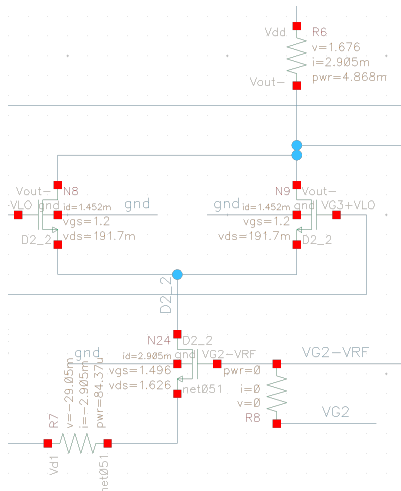 Vdd
R6
v=1.676
i=2.905m
pwr=4.868m
Vout-
Vout-
N8
VLO
gnd
id=1.452m
gnd
vgs=1.2
vds=191.7m
D2_2
N9
Vout-
gnd
id=1.452m
gnd
VG3+VLO
vgs=1.2
vds=191.7m
D2_2
D2_2
N24
D2_2
gnd
id=2.905m
gnd
VG2-VRF
vgs=1.496
vds=1.626
net051
VG2-VRF
pwr=0
i=0
v=0
R8
VG2
R7
v=-29.05m
i=-2.905m
pwr=84.37u
Vd1
net051